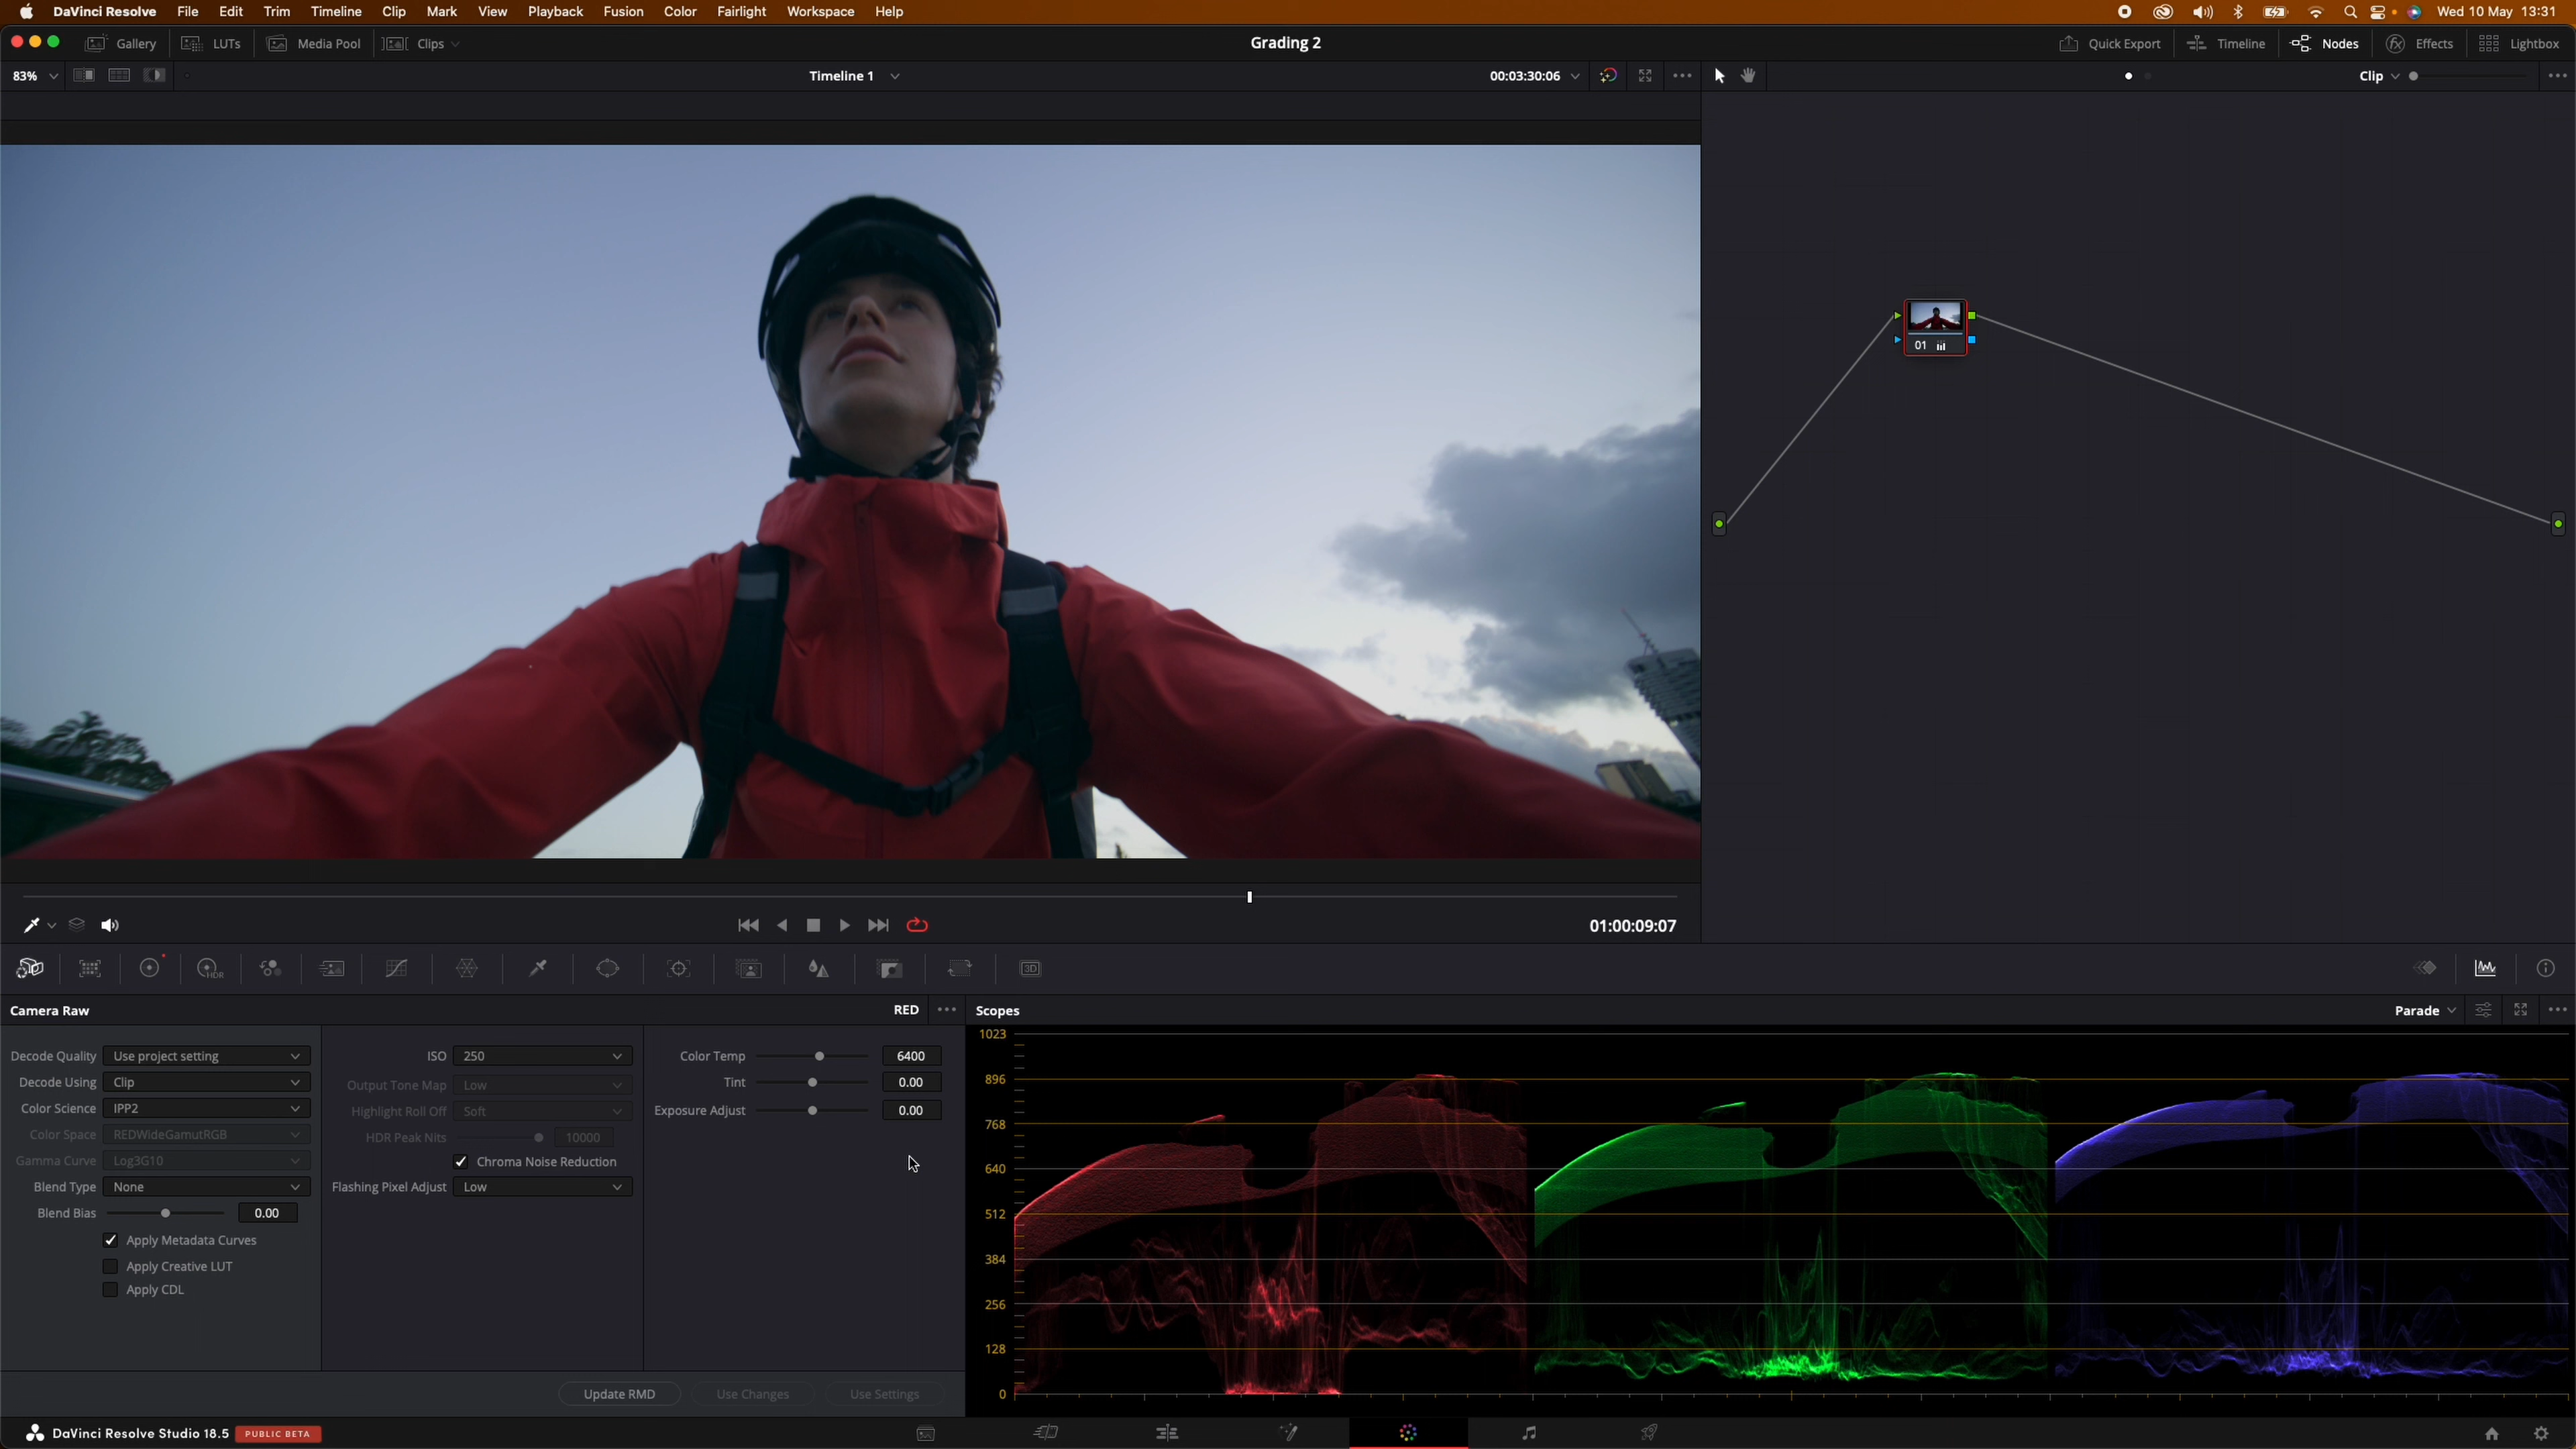 DaVinci Resolve File Edit Trim Timeline Clip Mark View Playback Fusion Color Fairlight Workspace Help Wed 10 May 13:31
Gallery LUTs Media Pool Clips Grading 2 Quick Export Timeline Nodes Effects Lightbox
83% Timeline 1 00:03:30:06 Clip
01
01:00:09:07
HDR 3D
Camera Raw RED Scopes Parade
Decode Quality Use project setting
Decode Using Clip
Color Science IPP2
Color Space REDWideGamutRGB
Gamma Curve Log3G10
Blend Type None
Blend Bias 0.00
Apply Metadata Curves
Apply Creative LUT
Apply CDL
ISO 250
Output Tone Map Low
Highlight Roll Off Soft
HDR Peak Nits 10000
Chroma Noise Reduction
Flashing Pixel Adjust Low
Color Temp 6400
Tint 0.00
Exposure Adjust 0.00
Update RMD Use Changes Use Settings
1023
896
768
640
512
384
256
128
0
DaVinci Resolve Studio 18.5 PUBLIC BETA